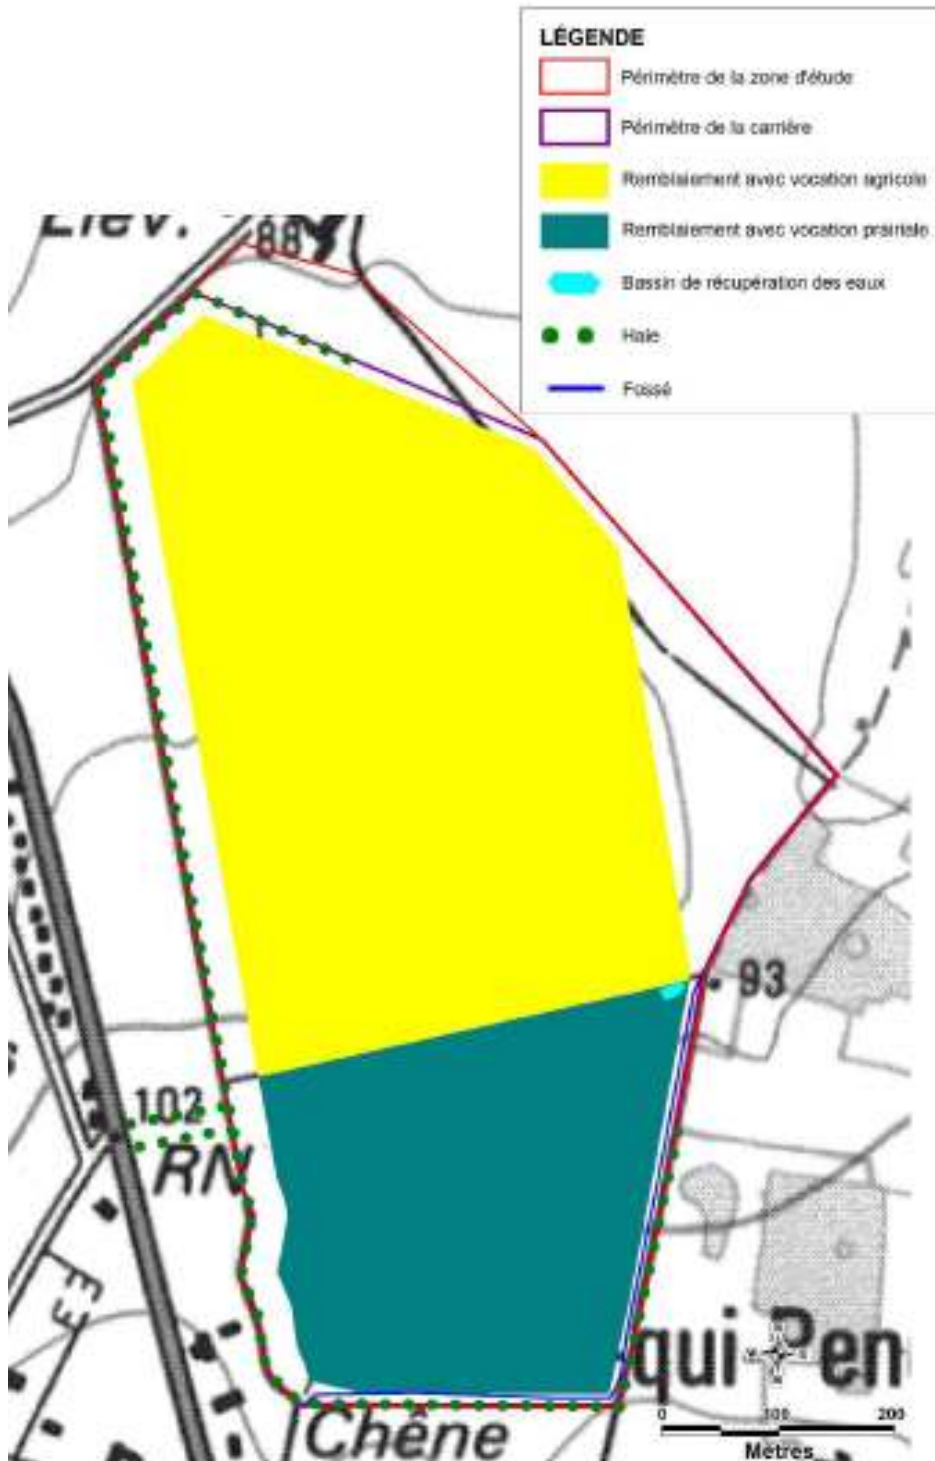 LÉGENDE
Périmètre de la zone d'étude
Périmètre de la carrière
Remblaiement avec vocation agricole
Remblaiement avec vocation prairiale
Bassin de récupération des eaux
Haie
Fossé
88
93
102
RN
qui Pen
Chêne
0 100 200
Mètres